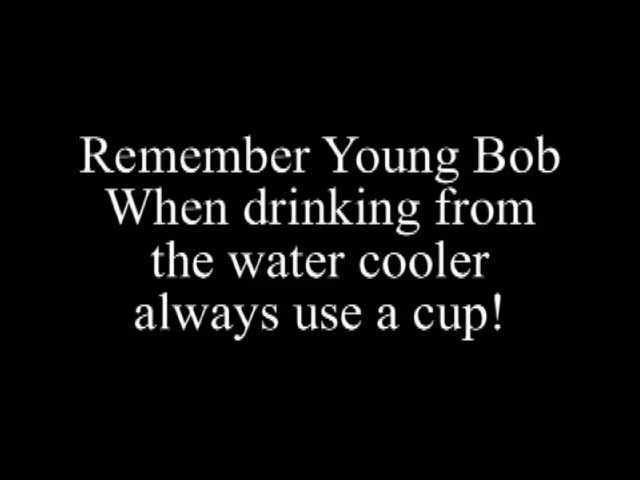 Remember Young Bob
When drinking from
the water cooler
always use a cup!